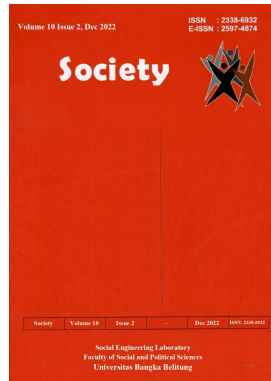 Volume 10 Issue 2, Dec 2022
ISSN : 2338-6932
E-ISSN : 2597-4874
Society
Society Volume 10 Issue 2 - Dec 2022 ISSN: 2338-6932
Social Engineering Laboratory
Faculty of Social and Political Sciences
Universitas Bangka Belitung